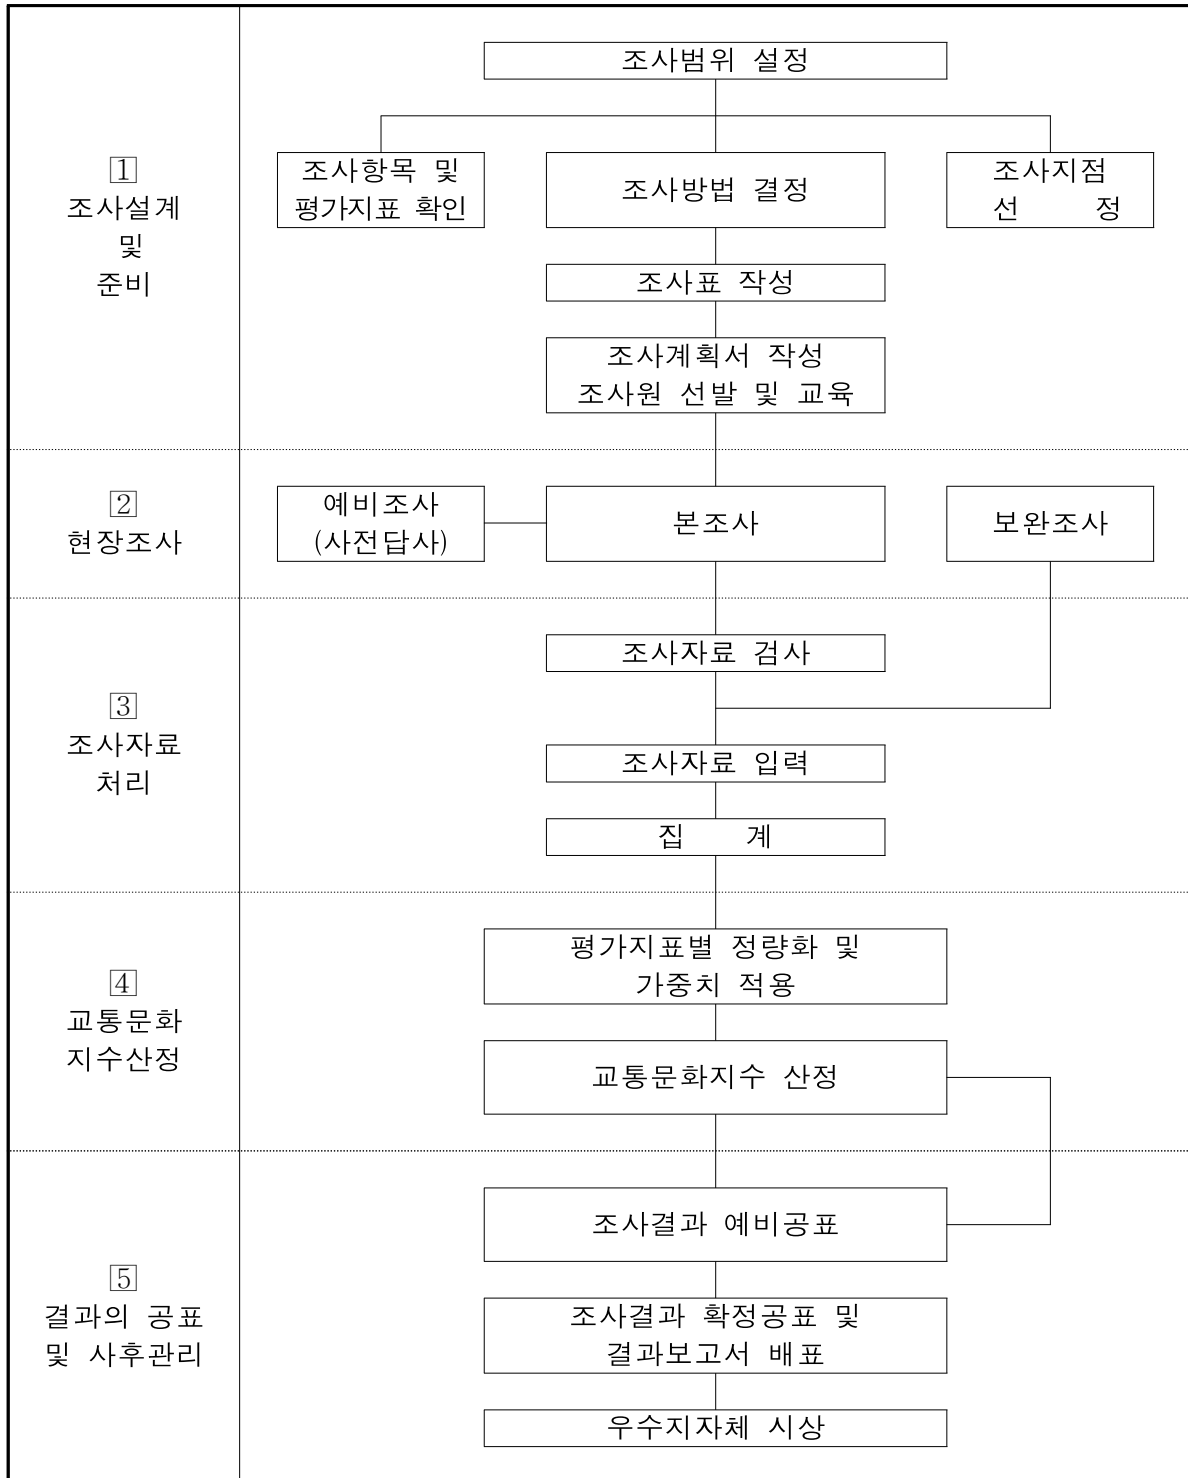 1
조사설계
및
준비
조사범위 설정
조사항목 및
평가지표 확인
조사방법 결정
조사지점
선 정
조사표 작성
조사계획서 작성
조사원 선발 및 교육
2
현장조사
예비조사
(사전답사)
본조사
보완조사
3
조사자료
처리
조사자료 검사
조사자료 입력
집 계
4
교통문화
지수산정
평가지표별 정량화 및
가중치 적용
교통문화지수 산정
5
결과의 공표
및 사후관리
조사결과 예비공표
조사결과 확정공표 및
결과보고서 배표
우수지자체 시상